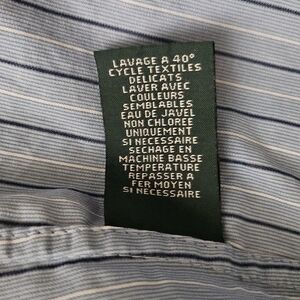 LAVAGE A 40°
CYCLE TEXTILES
DELICATS
LAVER AVEC
COULEURS
SEMBLABLES
EAU DE JAVEL
NON CHLOREE
UNIQUEMENT
SI NECESSAIRE
SECHAGE EN
MACHINE BASSE
TEMPERATURE
REPASSER A
FER MOYEN
SI NECESSAIRE